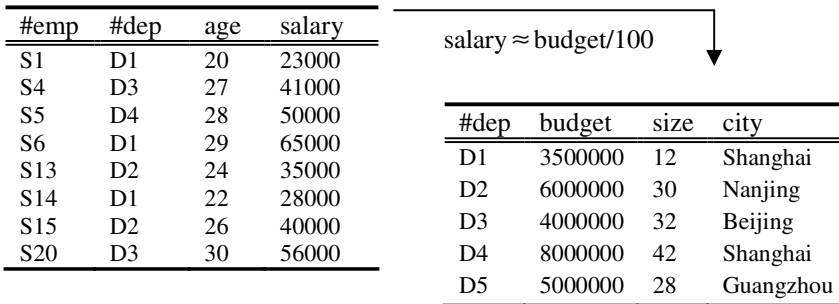 #emp #dep age salary
S1 D1 20 23000
S4 D3 27 41000
S5 D4 28 50000
S6 D1 29 65000
S13 D2 24 35000
S14 D1 22 28000
S15 D2 26 40000
S20 D3 30 56000
salary ≈ budget/100
#dep budget size city
D1 3500000 12 Shanghai
D2 6000000 30 Nanjing
D3 4000000 32 Beijing
D4 8000000 42 Shanghai
D5 5000000 28 Guangzhou